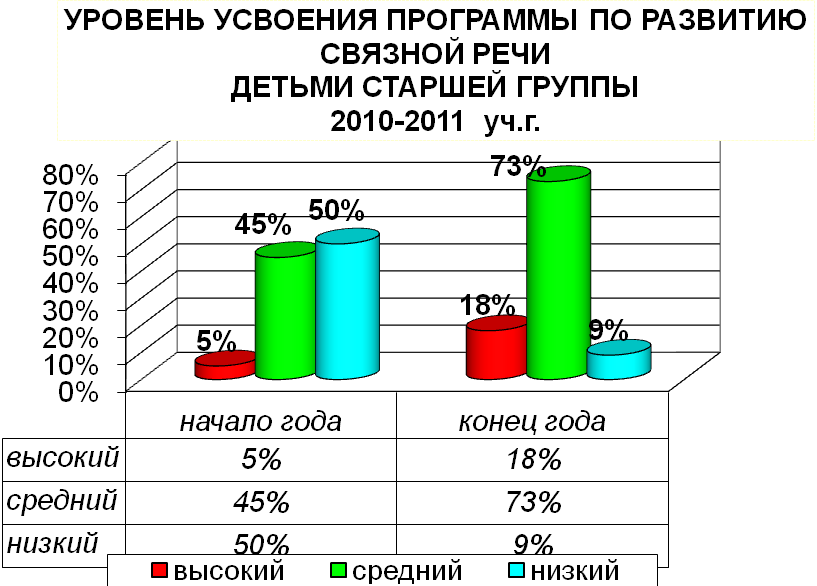 УРОВЕНЬ УСВОЕНИЯ ПРОГРАММЫ ПО РАЗВИТИЮ
СВЯЗНОЙ РЕЧИ
ДЕТЬМИ СТАРШЕЙ ГРУППЫ
2010-2011 уч.г.
80%
70%
60%
50%
40%
30%
20%
10%
0%
5%
45%
50%
18%
73%
9%
начало года конец года
высокий 5% 18%
средний 45% 73%
низкий 50% 9%
высокий средний низкий